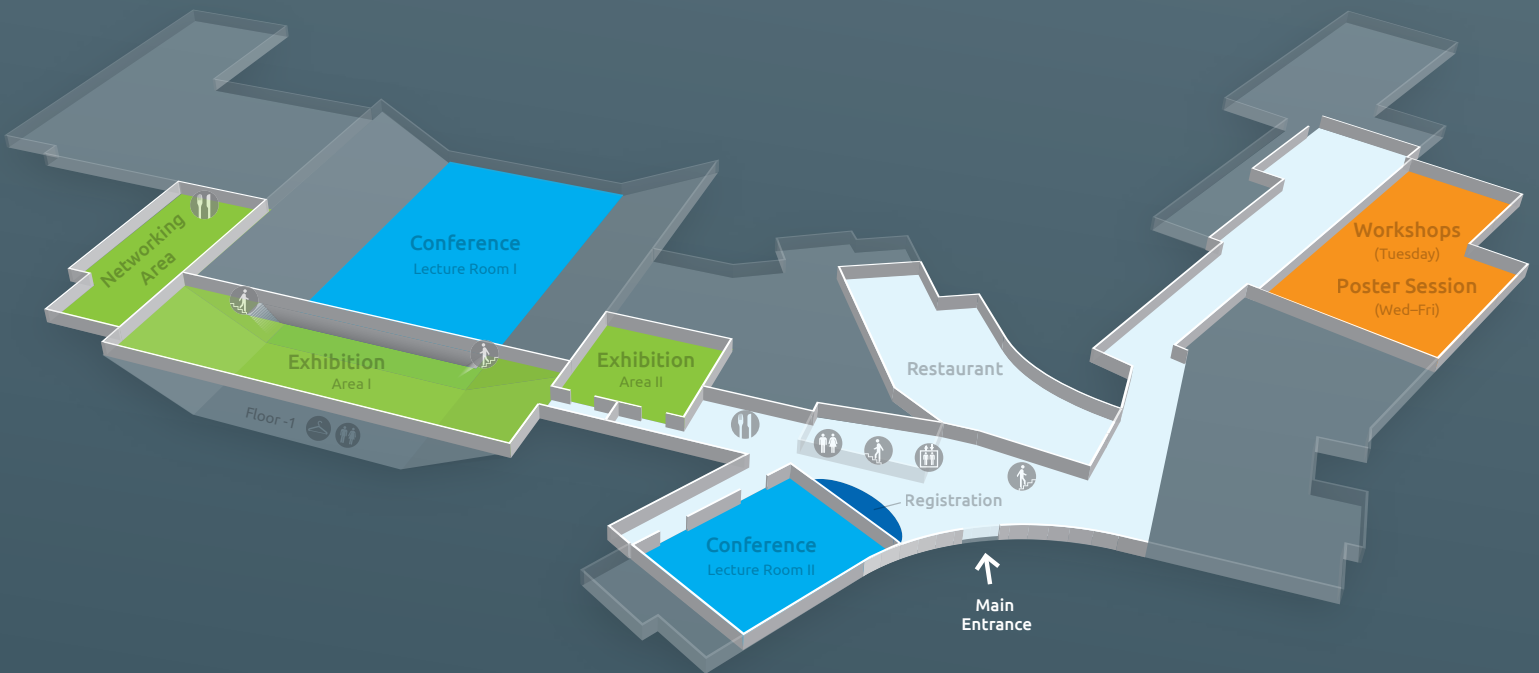 Networking
Area
Conference
Lecture Room I
Exhibition
Area I
Floor -1
Exhibition
Area II
Restaurant
Workshops
(Tuesday)
Poster Session
(Wed–Fri)
Registration
Conference
Lecture Room II
Main
Entrance